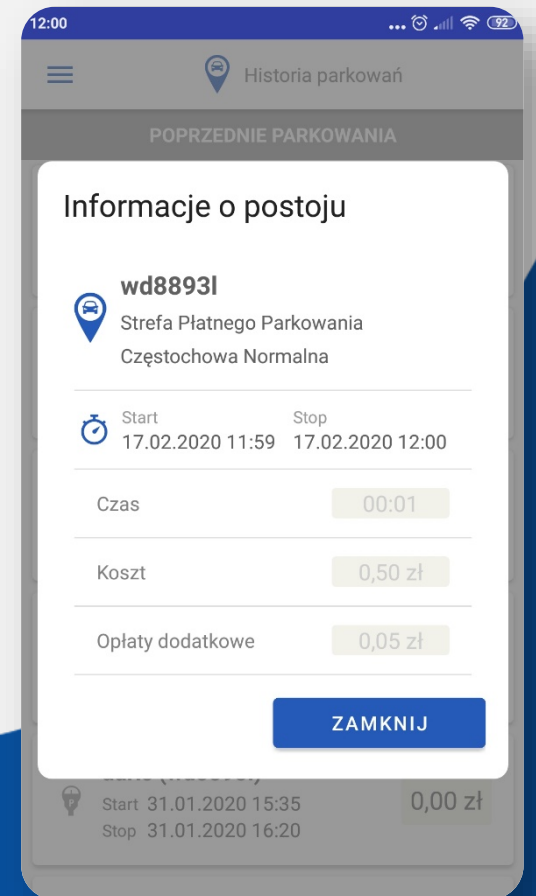 12:00
92
Historia parkowań
POPRZEDNIE PARKOWANIA
Informacje o postoju
wd8893l
Strefa Płatnego Parkowania
Częstochowa Normalna
Start Stop
17.02.2020 11:59 17.02.2020 12:00
Czas 00:01
Koszt 0,50 zł
Opłaty dodatkowe 0,05 zł
ZAMKNIJ
Start 31.01.2020 15:35 0,00 zł
Stop 31.01.2020 16:20